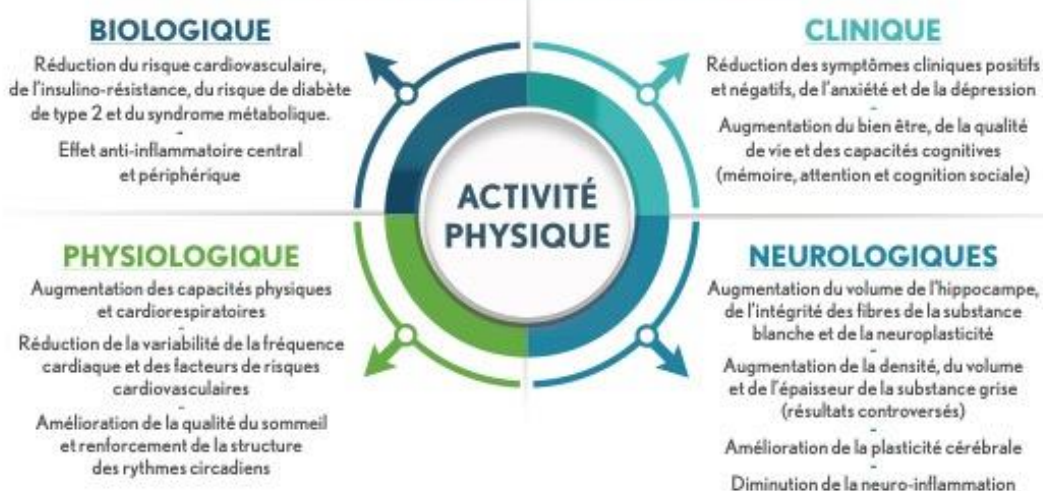 BIOLOGIQUE
Réduction du risque cardiovasculaire,
de l'insulino-résistance, du risque de diabète
de type 2 et du syndrome métabolique.
-
Effet anti-inflammatoire central
et périphérique
CLINIQUE
Réduction des symptômes cliniques positifs
et négatifs, de l'anxiété et de la dépression
-
Augmentation du bien être, de la qualité
de vie et des capacités cognitives
(mémoire, attention et cognition sociale)
ACTIVITÉ
PHYSIQUE
PHYSIOLOGIQUE
Augmentation des capacités physiques
et cardiorespiratoires
-
Réduction de la variabilité de la fréquence
cardiaque et des facteurs de risques
cardiovasculaires
-
Amélioration de la qualité du sommeil
et renforcement de la structure
des rythmes circadiens
NEUROLOGIQUES
Augmentation du volume de l'hippocampe,
de l'intégrité des fibres de la substance
blanche et de la neuroplasticité
-
Augmentation de la densité, du volume
et de l'épaisseur de la substance grise
(résultats controversés)
-
Amélioration de la plasticité cérébrale
-
Diminution de la neuro-inflammation